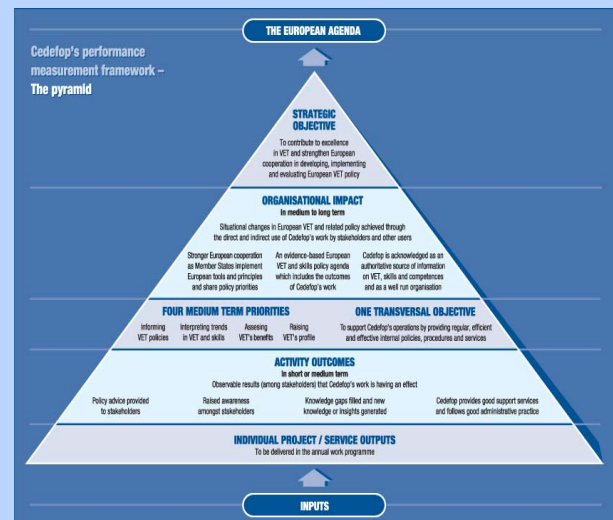 THE EUROPEAN AGENDA
Cedefop's performance
measurement framework –
The pyramid
STRATEGIC
OBJECTIVE
To contribute to excellence
in VET and strengthen European
cooperation in developing, implementing
and evaluating European VET policy
ORGANISATIONAL IMPACT
In medium to long term
Situational changes in European VET and related policy achieved through
the direct and indirect use of Cedefop's work by stakeholders and other users
Stronger European cooperation
as Member States implement
European tools and principles
and share policy priorities
An evidence-based European
VET and skills policy agenda
which includes the outcomes
of Cedefop's work
Cedefop is acknowledged as an
authoritative source of information
on VET, skills and competences
and as a well run organisation
FOUR MEDIUM TERM PRIORITIES
Informing
VET policies
Interpreting trends
in VET and skills
Assesing
VET's benefits
Raising
VET's profile
ONE TRANSVERSAL OBJECTIVE
To support Cedefop's operations by providing regular, efficient
and effective internal policies, procedures and services
ACTIVITY OUTCOMES
In short or medium term
Observable results (among stakeholders) that Cedefop's work is having an effect
Policy advice provided
to stakeholders
Raised awareness
amongst stakeholders
Knowledge gaps filled and new
knowledge or insights generated
Cedefop provides good support services
and follows good administrative practice
INDIVIDUAL PROJECT / SERVICE OUTPUTS
To be delivered in the annual work programme
INPUTS